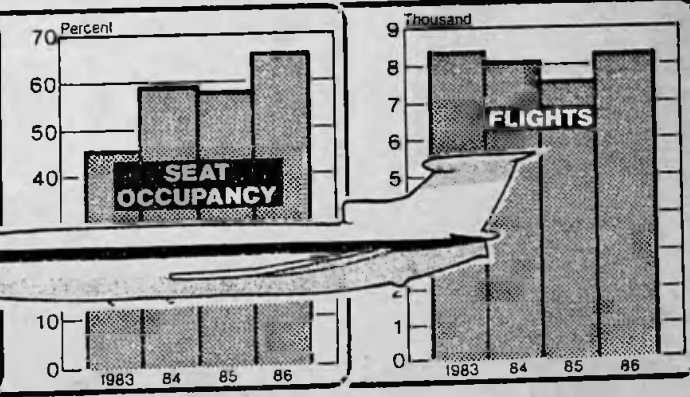 Percent
70
60
50
40
10
0
SEAT
OCCUPANCY
1983 84 85 86
Thousand
9
8
7
6
5
2
1
0
FLIGHTS
1983 84 85 86